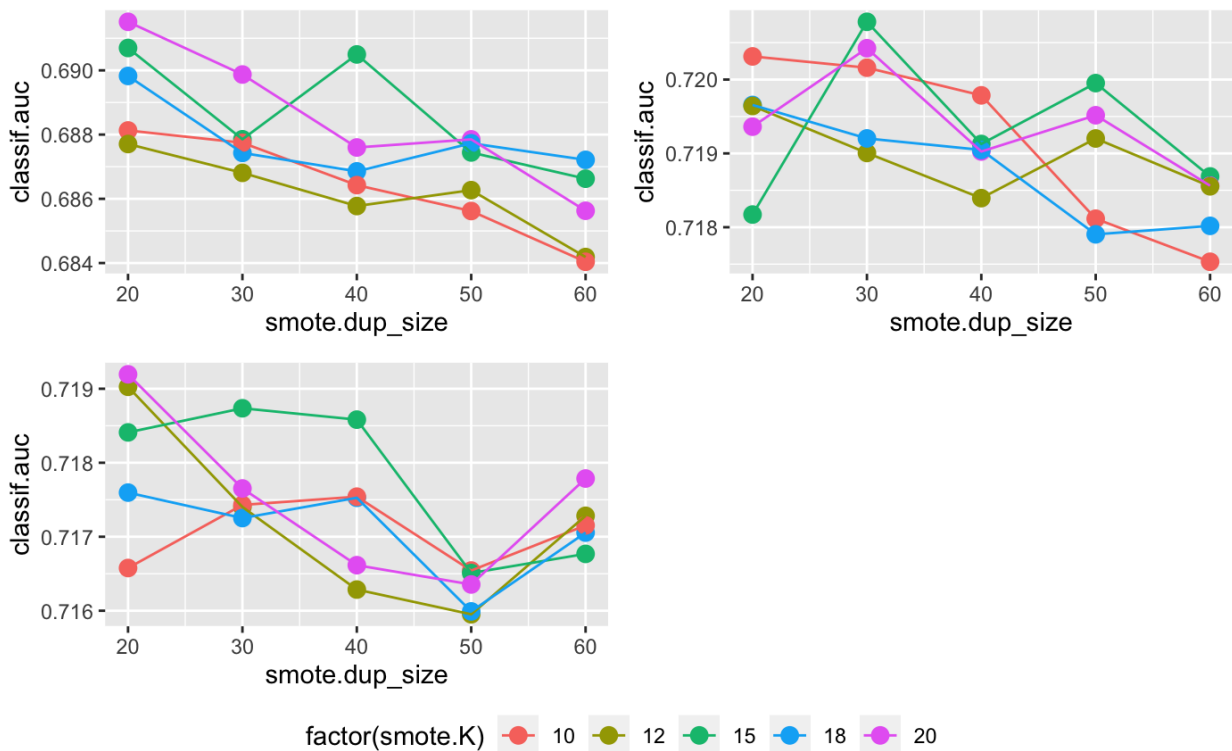 0.690
0.688
0.686
0.684
classif.auc
20 30 40 50 60
smote.dup_size
0.720
0.719
0.718
classif.auc
20 30 40 50 60
smote.dup_size
0.719
0.718
0.717
0.716
classif.auc
20 30 40 50 60
smote.dup_size
factor(smote.K) 10 12 15 18 20